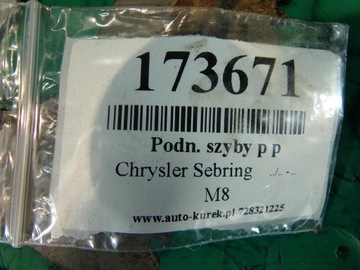 173671
Podn. szyby p p
Chrysler Sebring ../.. - ..
M8
www.auto-kurek.pl 728321225